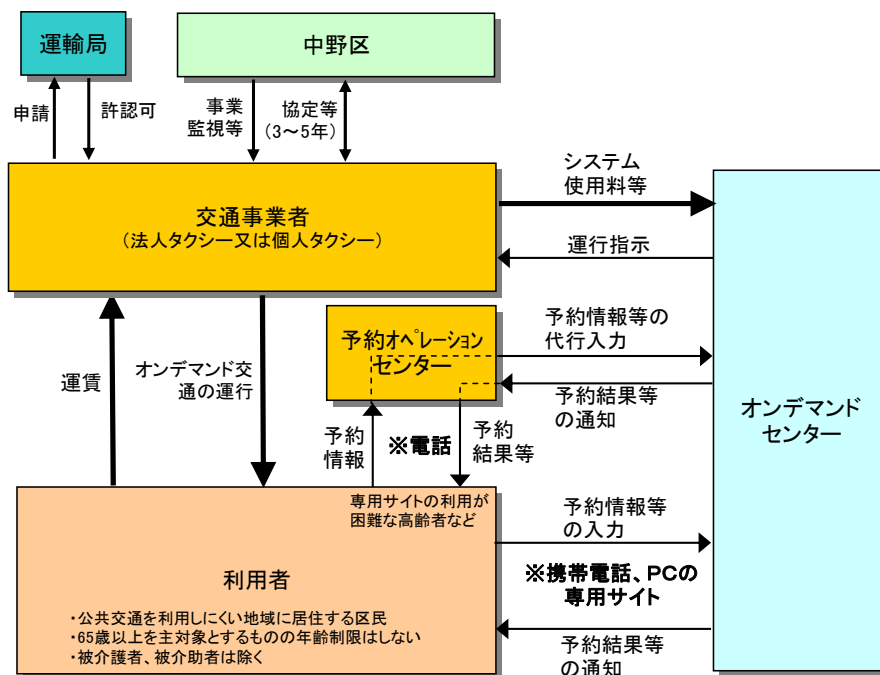 運輸局
中野区
申請
許認可
事業
監視等
協定等
(3～5年)
交通事業者
(法人タクシー又は個人タクシー)
システム
使用料等
運行指示
予約オペレーション
センター
予約情報等の
代行入力
予約結果等
の通知
運賃
オンデマンド交
通の運行
予約
情報
※電話
予約
結果等
オンデマンド
センター
専用サイトの利用が
困難な高齢者など
利用者
・公共交通を利用しにくい地域に居住する区民
・65歳以上を主対象とするものの年齢制限はしない
・被介護者、被介助者は除く
予約情報等
の入力
※携帯電話、PCの
専用サイト
予約結果等
の通知